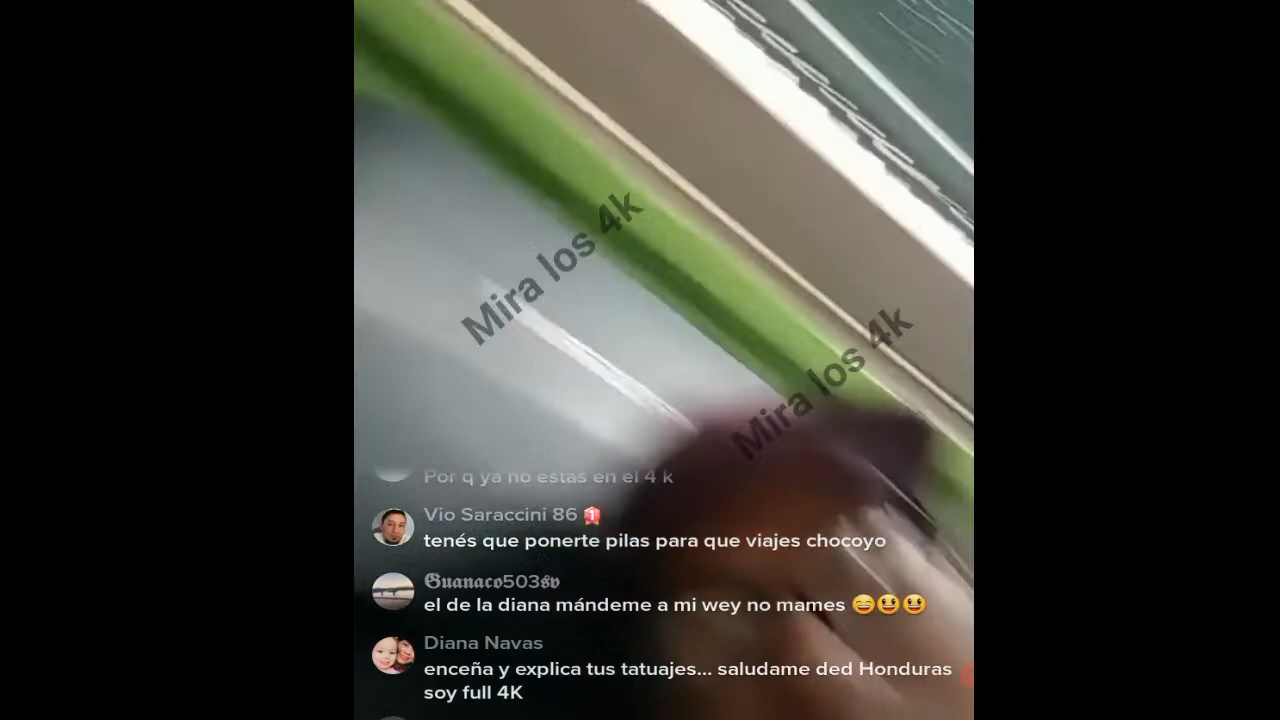 Mira los 4k
Mira los 4k
Por q ya no estas en el 4 k
Vio Saraccini 86 1
tenés que ponerte pilas para que viajes chocoyo
𝕲𝖚𝖆𝖓𝖆𝖈𝖔503𝖘𝖛
el de la diana mándeme a mi wey no mames 😄😃😃
Diana Navas
enceña y explica tus tatuajes... saludame ded Honduras
soy full 4K